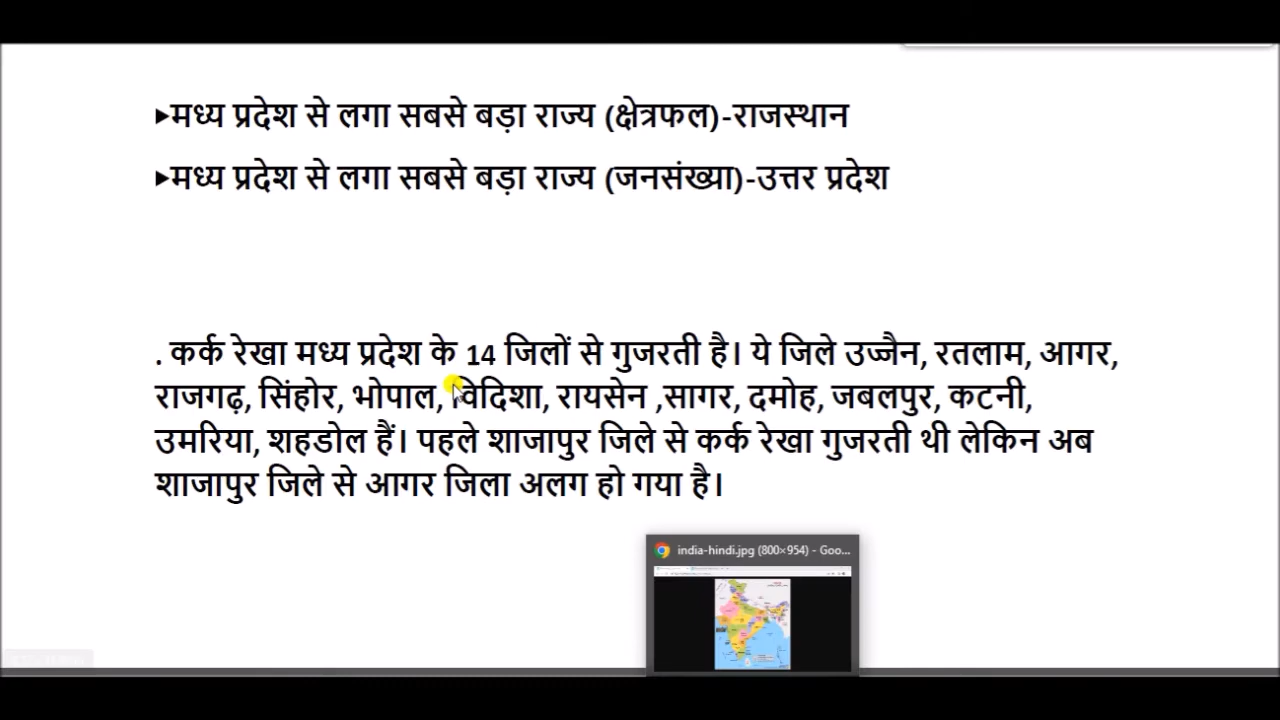 ▸मध्य प्रदेश से लगा सबसे बड़ा राज्य (क्षेत्रफल)-राजस्थान
▸मध्य प्रदेश से लगा सबसे बड़ा राज्य (जनसंख्या)-उत्तर प्रदेश
. कर्क रेखा मध्य प्रदेश के 14 जिलों से गुजरती है। ये जिले उज्जैन, रतलाम, आगर,
राजगढ़, सिंहोर, भोपाल, विदिशा, रायसेन ,सागर, दमोह, जबलपुर, कटनी,
उमरिया, शहडोल हैं। पहले शाजापुर जिले से कर्क रेखा गुजरती थी लेकिन अब
शाजापुर जिले से आगर जिला अलग हो गया है।
india-hindi.jpg (800×954) - Goo...